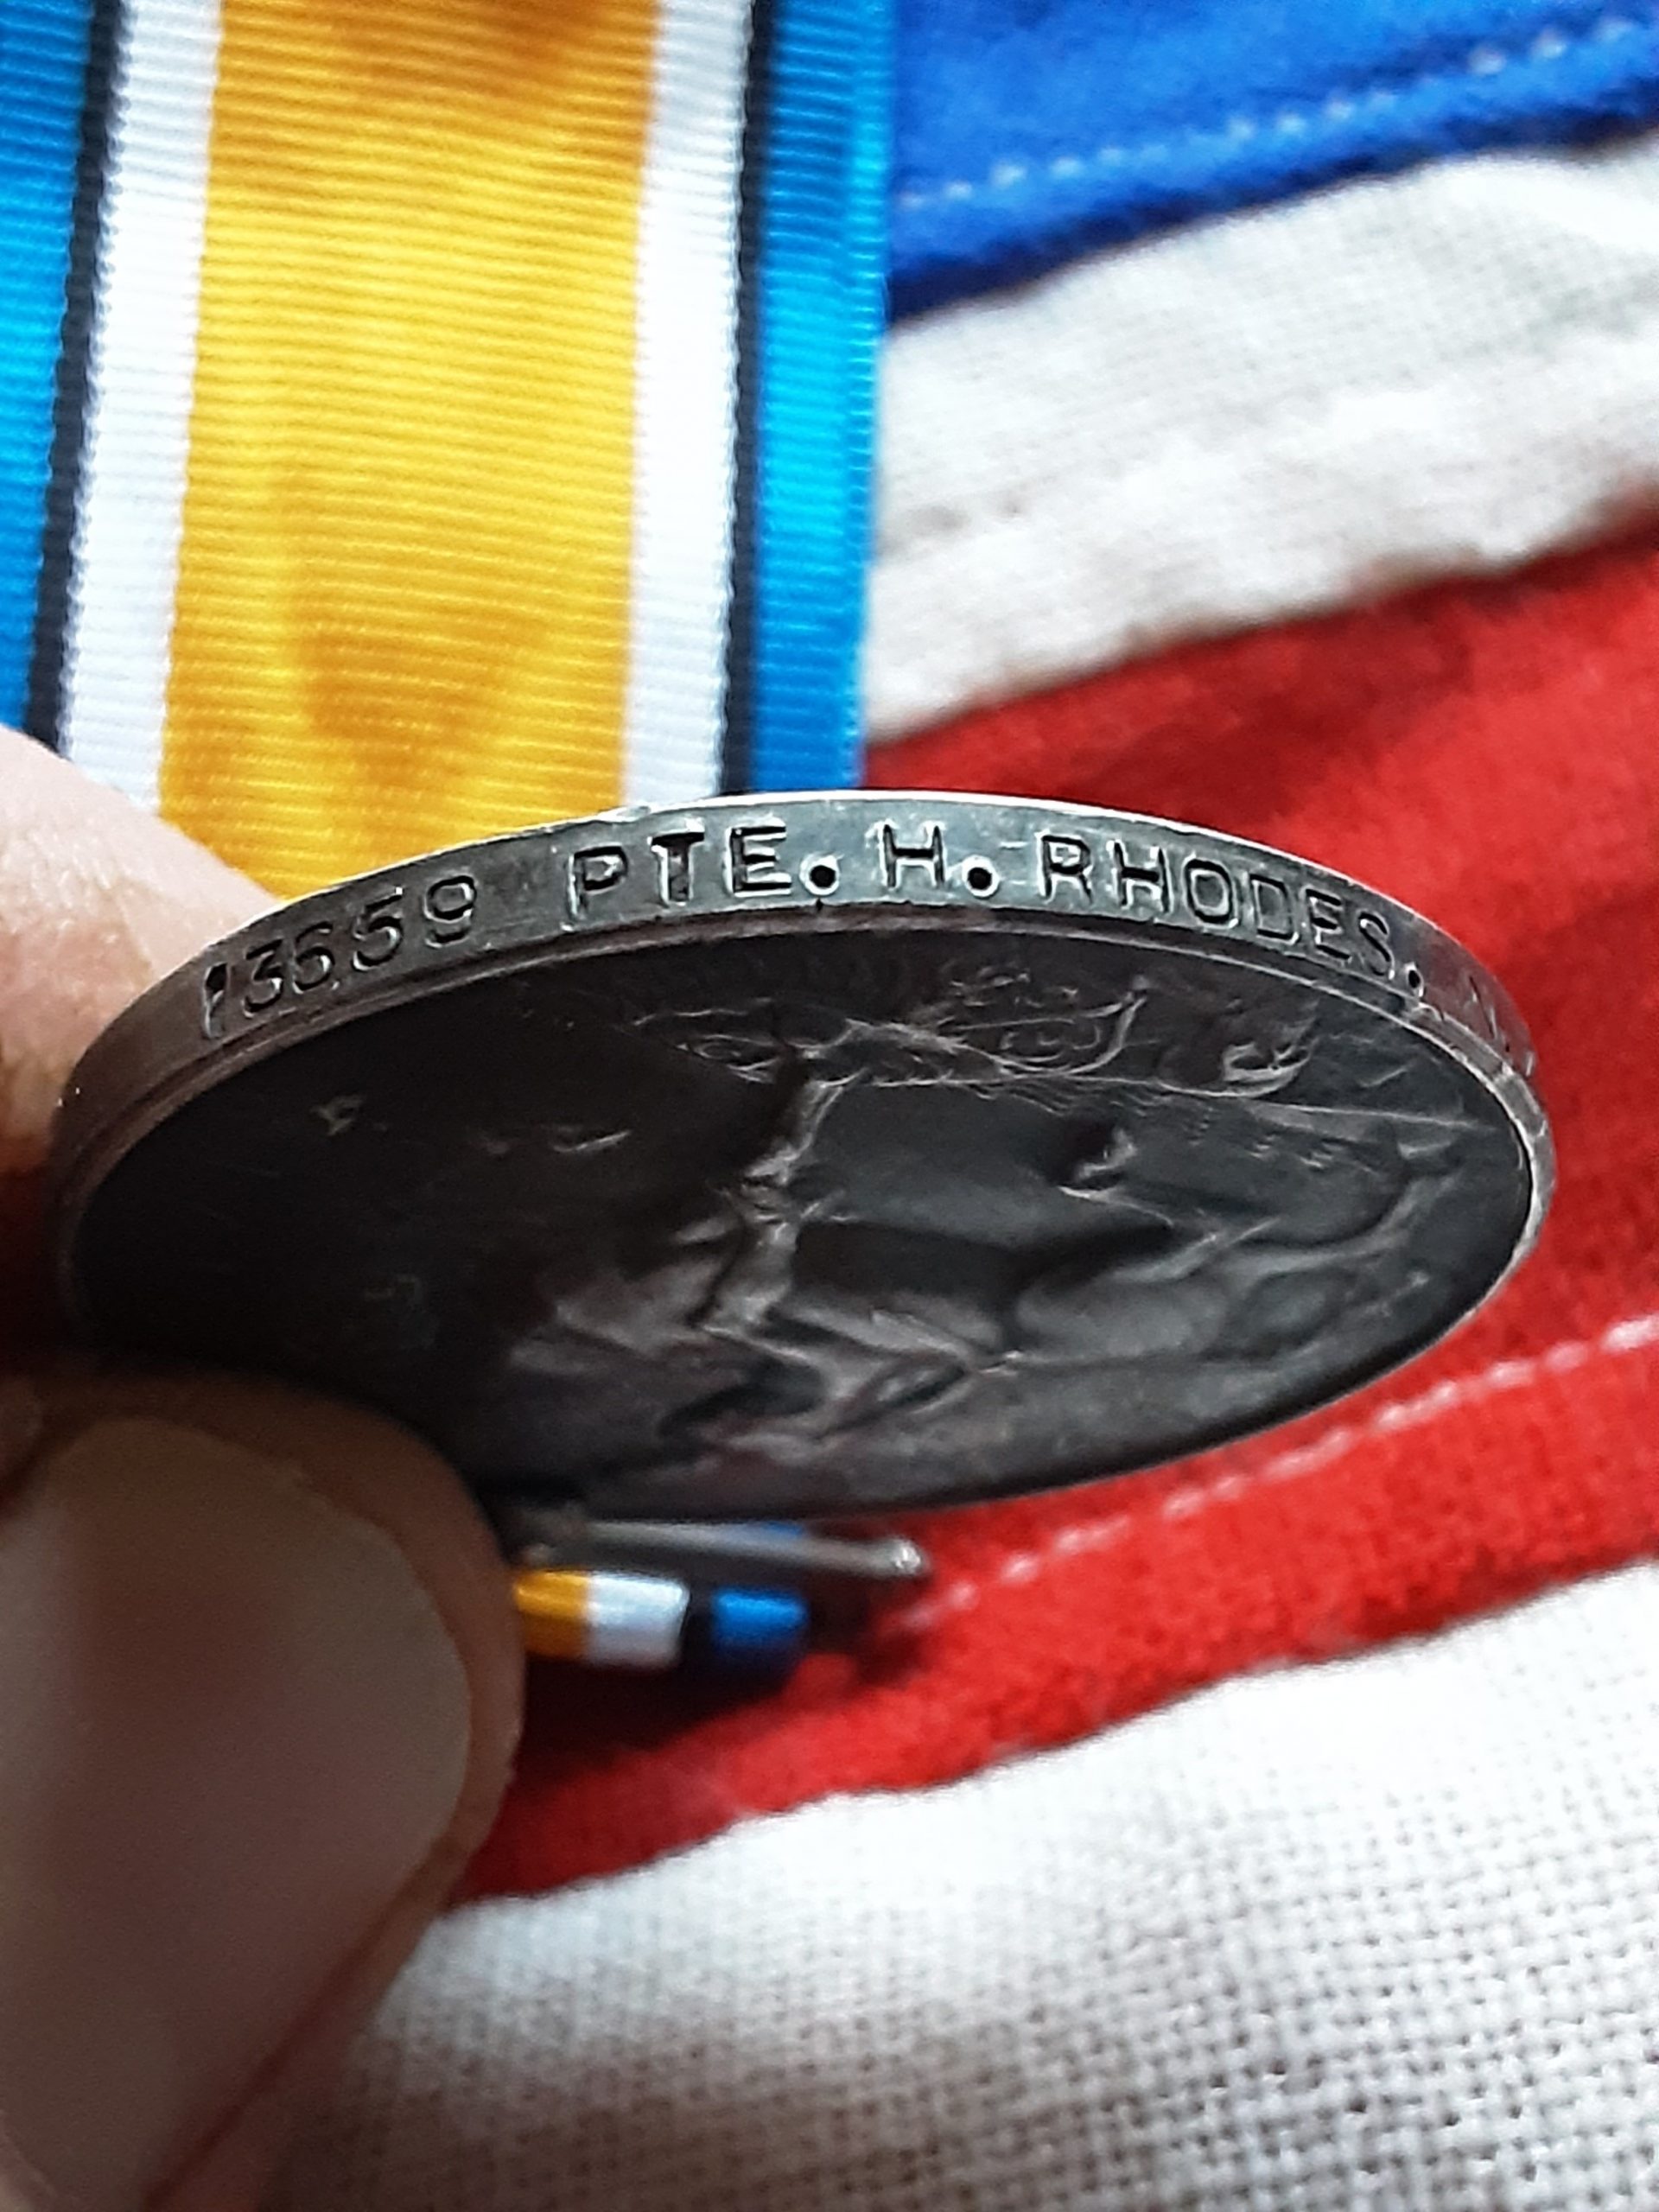 13659 PTE. H. RHODES.